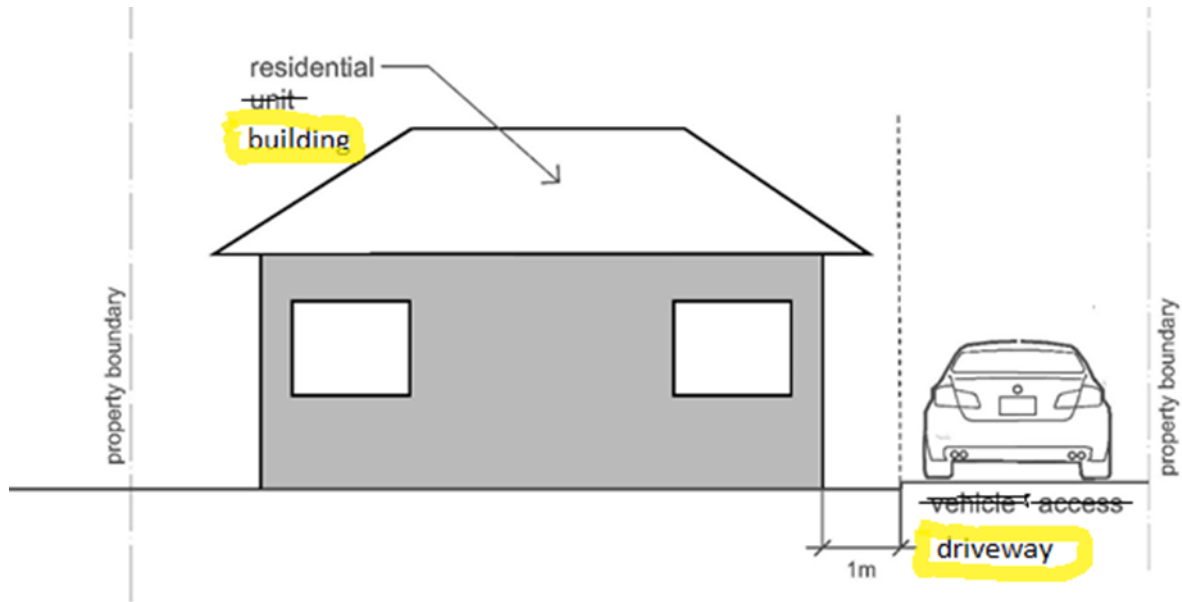 residential
unit
building
property boundary
property boundary
vehicle access
driveway
1m